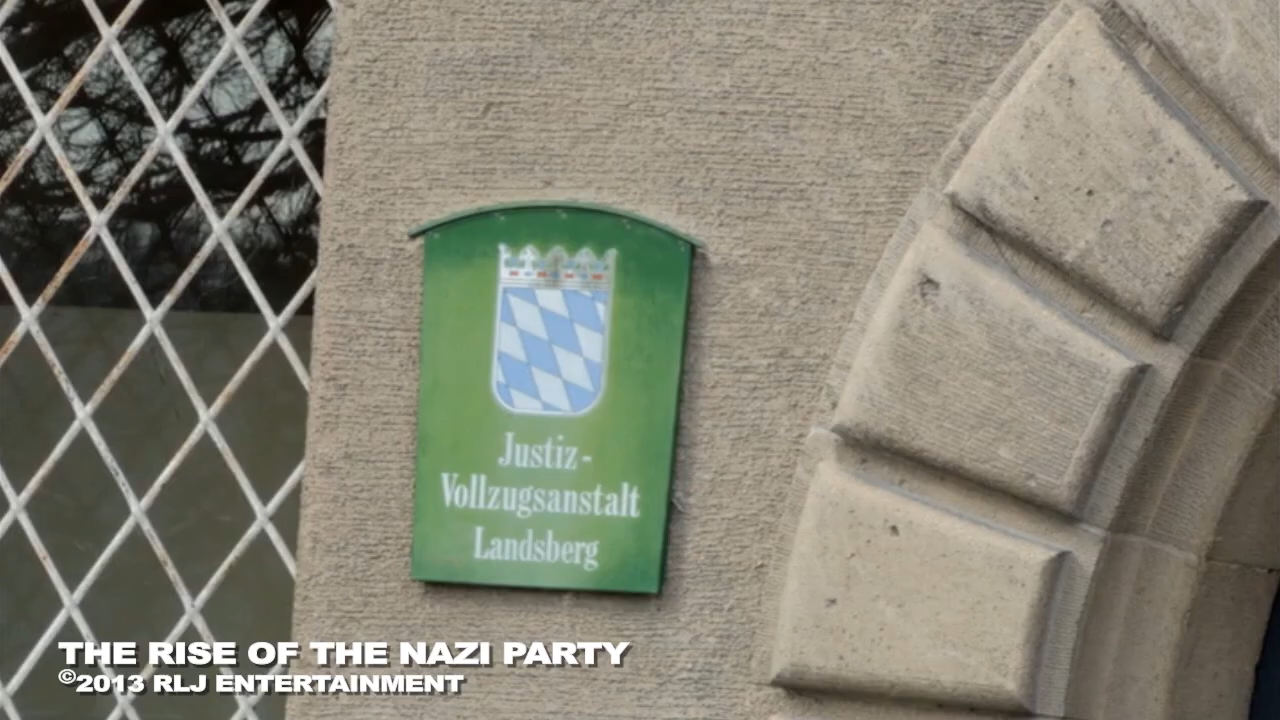 Justiz-
Vollzugsanstalt
Landsberg
THE RISE OF THE NAZI PARTY
©2013 RLJ ENTERTAINMENT